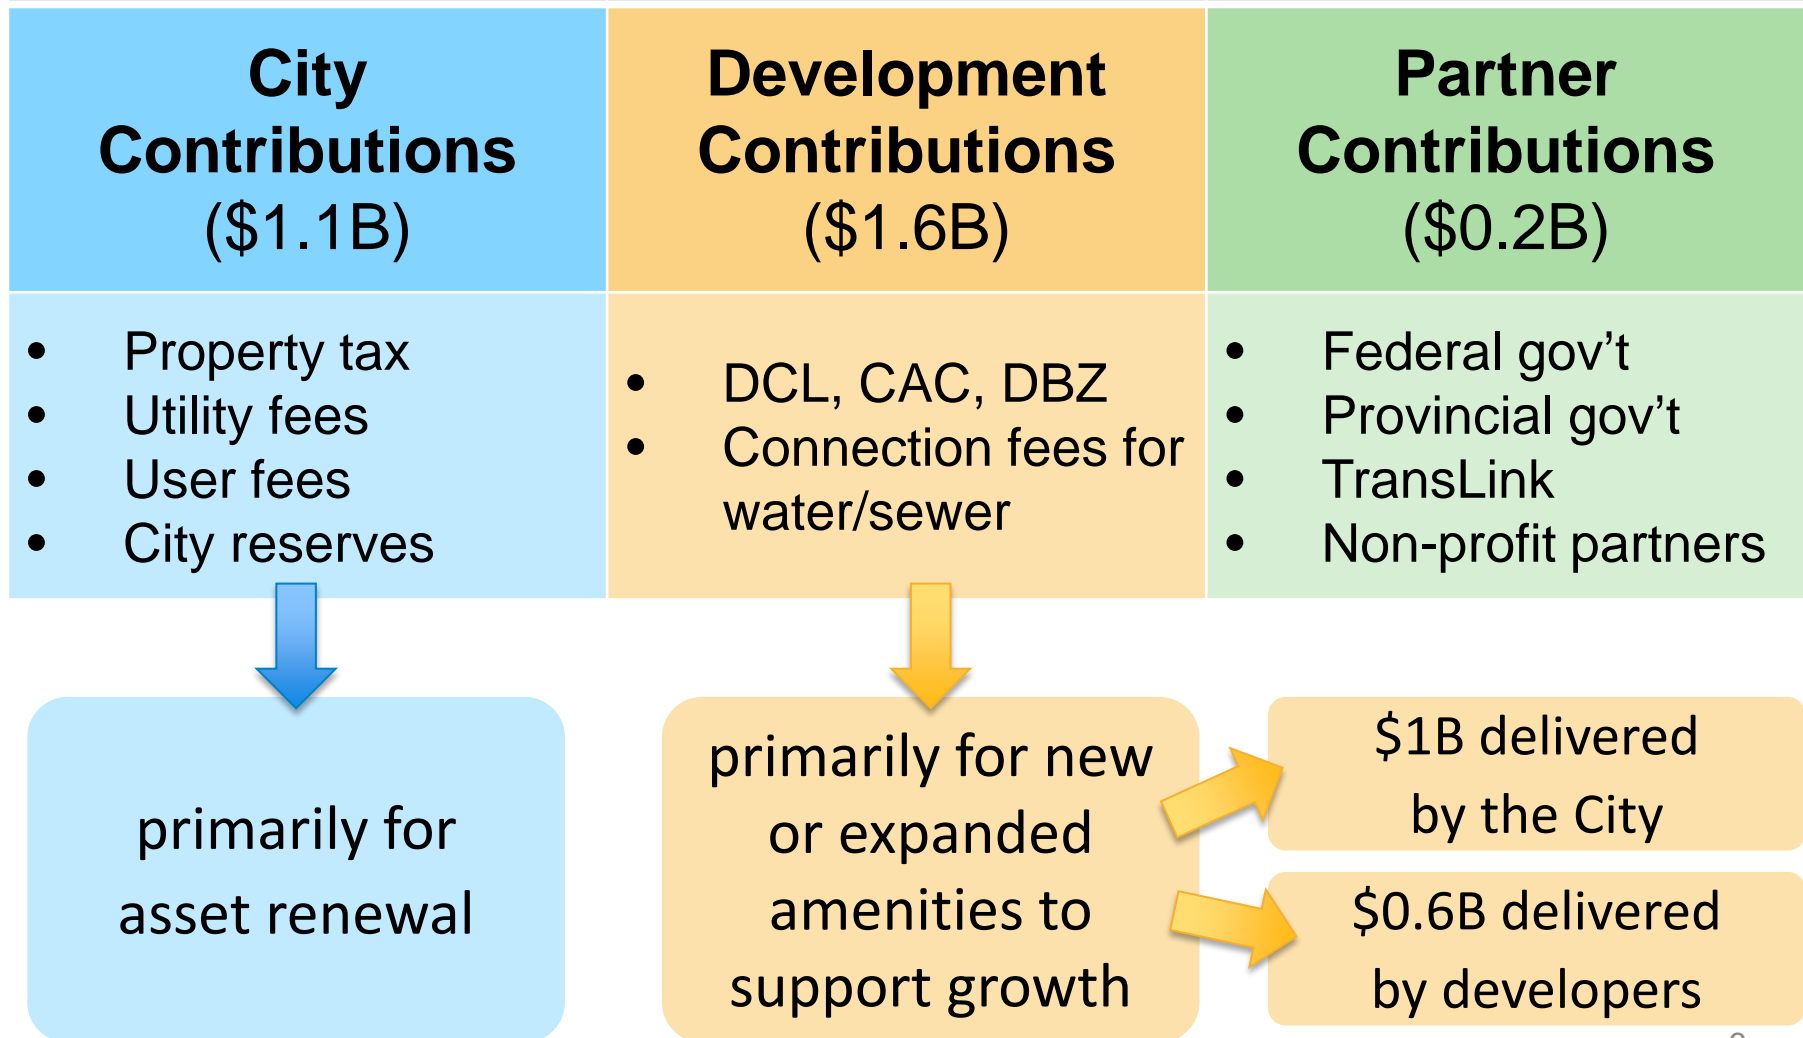 City
Contributions
($1.1B)
Development
Contributions
($1.6B)
Partner
Contributions
($0.2B)
• Property tax
• Utility fees
• User fees
• City reserves
• DCL, CAC, DBZ
• Connection fees for
water/sewer
• Federal gov’t
• Provincial gov’t
• TransLink
• Non-profit partners
primarily for
asset renewal
primarily for new
or expanded
amenities to
support growth
$1B delivered
by the City
$0.6B delivered
by developers